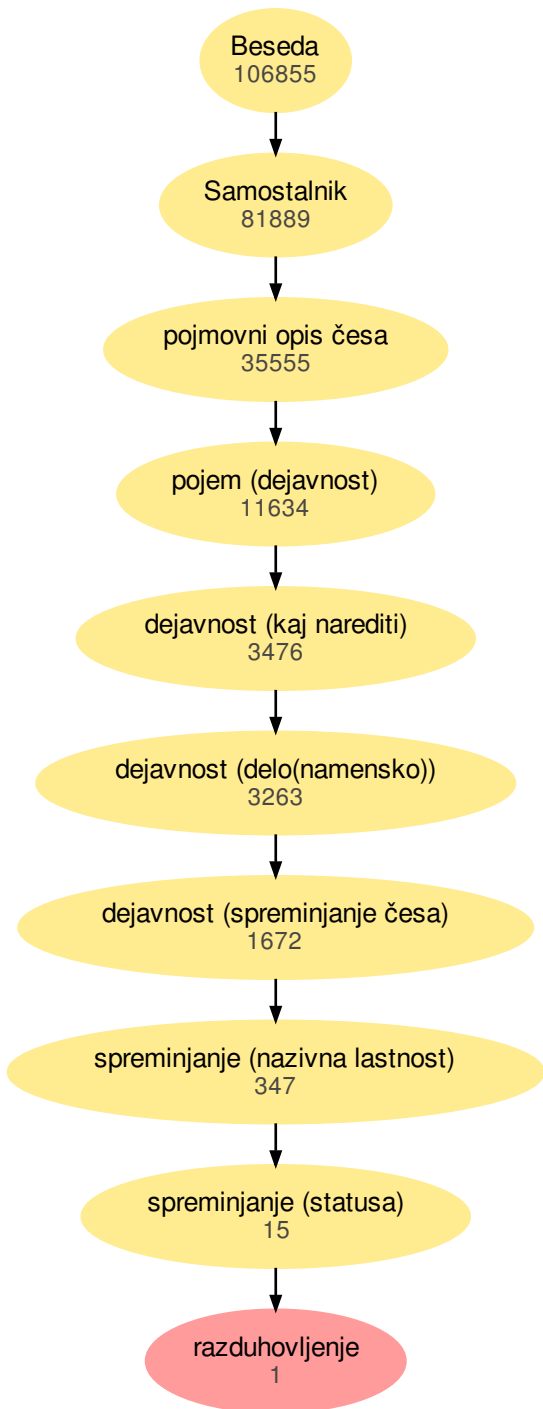 Beseda
106855
Samostalnik
81889
pojmovni opis česa
35555
pojem (dejavnost)
11634
dejavnost (kaj narediti)
3476
dejavnost (delo(namensko))
3263
dejavnost (spreminjanje česa)
1672
spreminjanje (nazivna lastnost)
347
spreminjanje (statusa)
15
razduhovljenje
1